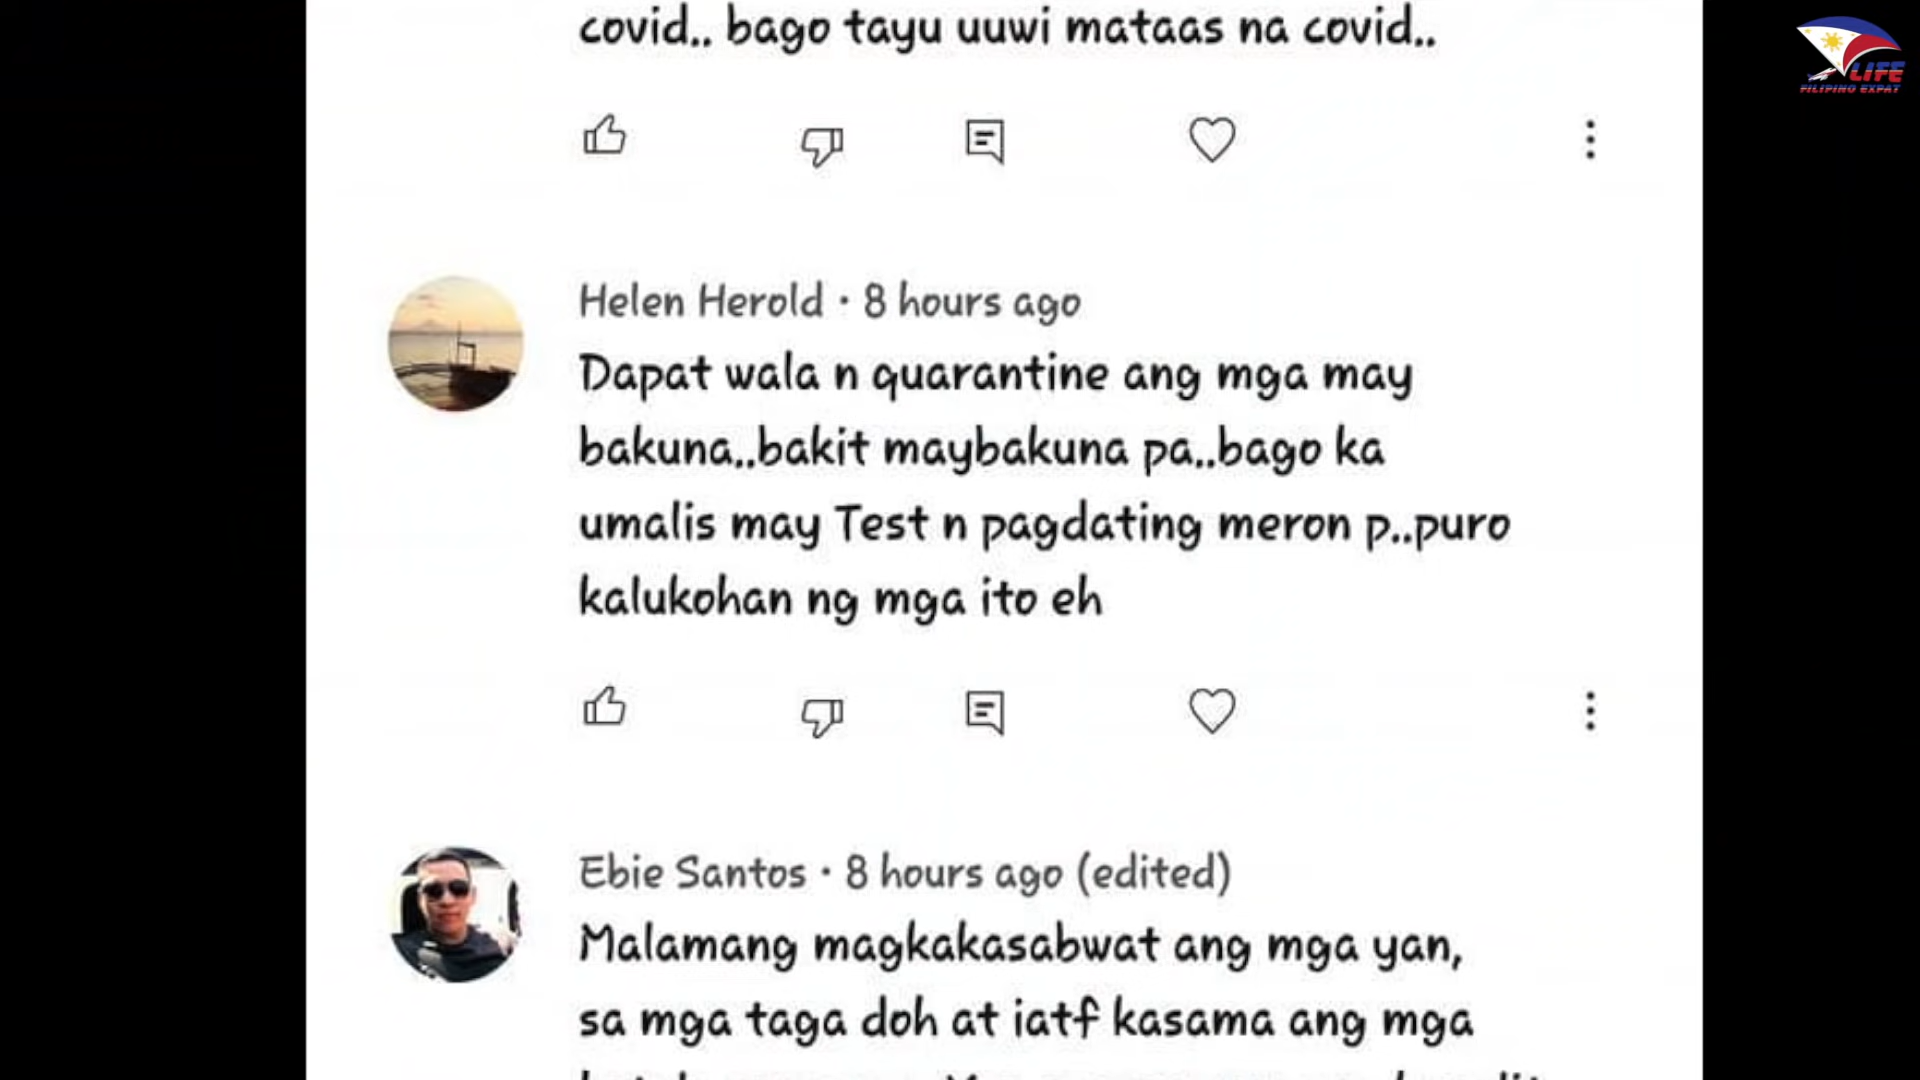 covid.. bago tayu uuwi mataas na covid..
LIFE
FILIPINO EXPAT
Helen Herold · 8 hours ago
Dapat wala n quarantine ang mga may
bakuna..bakit maybakuna pa..bago ka
umalis may Test n pagdating meron p..puro
kalukohan ng mga ito eh
Ebie Santos · 8 hours ago (edited)
Malamang magkakasabwat ang mga yan,
sa mga taga doh at iatf kasama ang mga